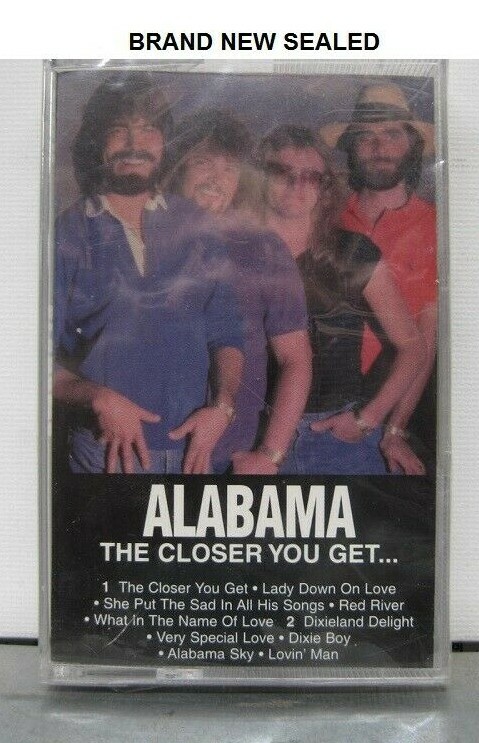 BRAND NEW SEALED
ALABAMA
THE CLOSER YOU GET...
1 The Closer You Get • Lady Down On Love
• She Put The Sad In All His Songs • Red River
• What In The Name Of Love 2 Dixieland Delight
• Very Special Love • Dixie Boy
• Alabama Sky • Lovin' Man